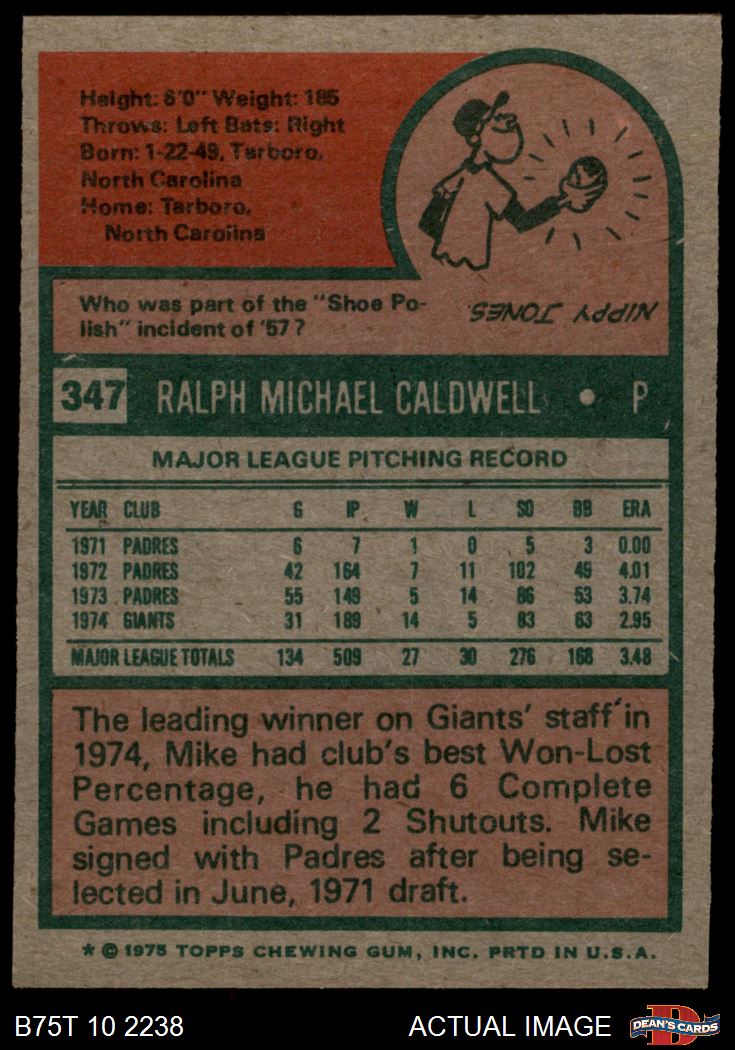 Height: 6'0" Weight: 185
Throws: Left Bats: Right
Born: 1-22-49, Tarboro,
North Carolina
Home: Tarboro,
North Carolina
Who was part of the "Shoe Po-
lish" incident of '57?
NIPPY JONES.
347 RALPH MICHAEL CALDWELL • P
MAJOR LEAGUE PITCHING RECORD
YEAR CLUB G IP W L SO BB ERA
1971 PADRES 6 7 1 0 5 3 0.00
1972 PADRES 42 164 7 11 102 49 4.01
1973 PADRES 55 149 5 14 86 53 3.74
1974 GIANTS 31 189 14 5 83 63 2.95
MAJOR LEAGUE TOTALS 134 509 27 30 276 168 3.48
The leading winner on Giants' staff in
1974, Mike had club's best Won-Lost
Percentage, he had 6 Complete
Games including 2 Shutouts. Mike
signed with Padres after being se-
lected in June, 1971 draft.
* © 1975 TOPPS CHEWING GUM, INC. PRTD IN U.S.A.
B75T 10 2238
ACTUAL IMAGE
D
DEAN'S CARDS